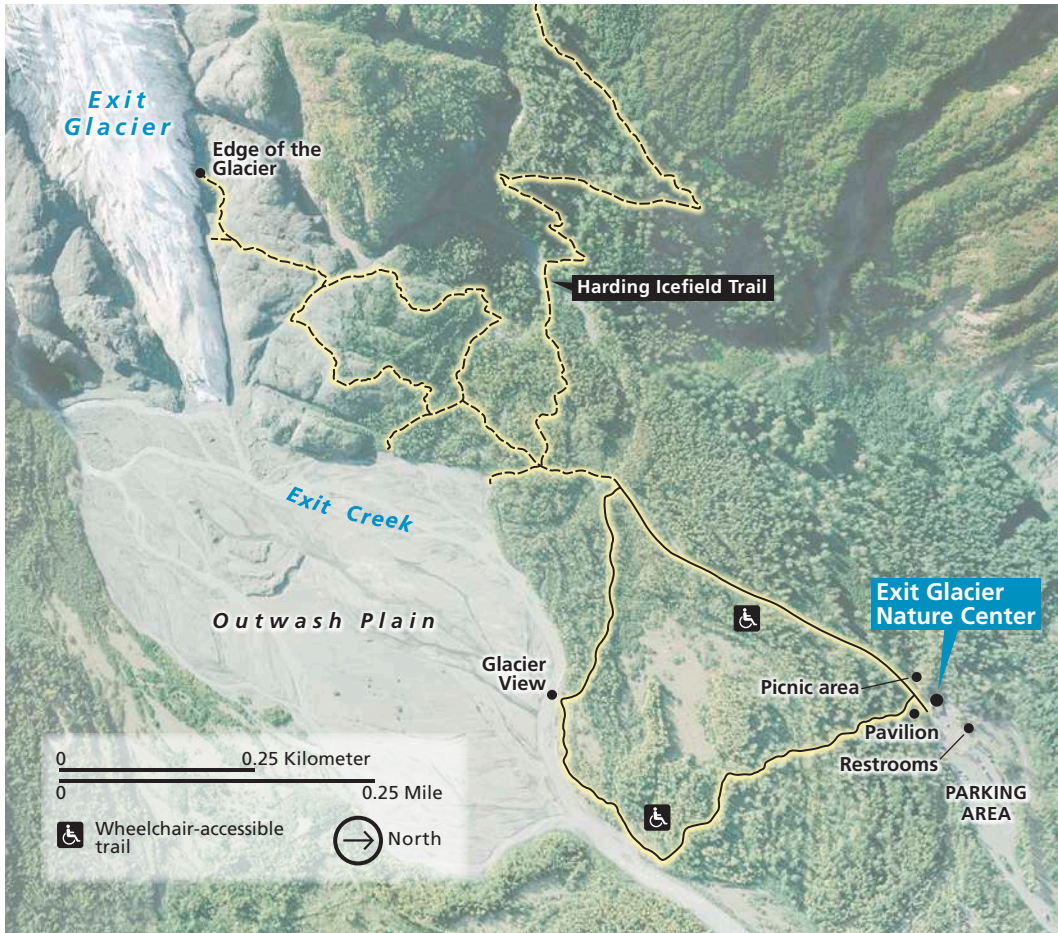 Exit
Glacier
Edge of the
Glacier
Harding Icefield Trail
Exit Creek
Outwash Plain
Exit Glacier
Nature Center
Glacier
View
Picnic area
Pavilion
Restrooms
PARKING
AREA
0 0.25 Kilometer
0 0.25 Mile
Wheelchair-accessible
trail
North